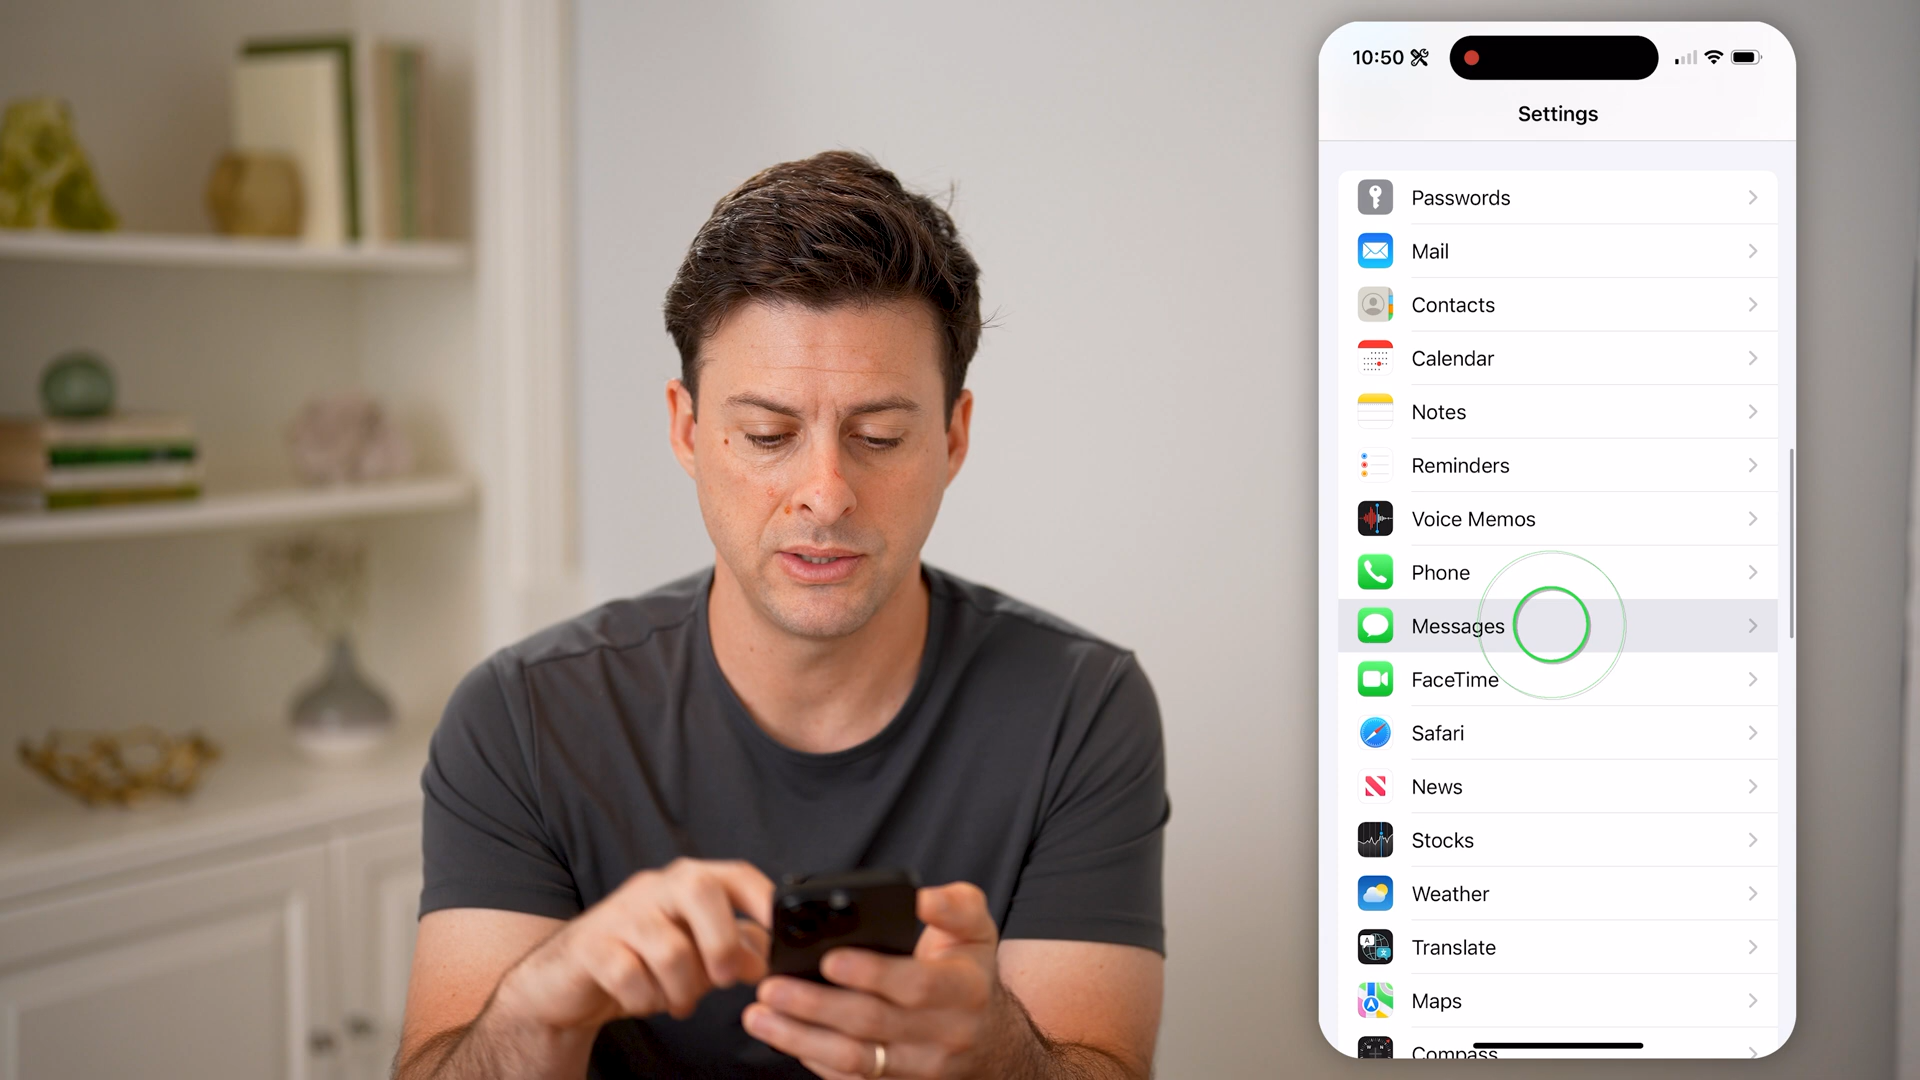 10:50
Settings
Passwords
Mail
Contacts
Calendar
Notes
Reminders
Voice Memos
Phone
Messages
FaceTime
Safari
News
Stocks
Weather
Translate
Maps
Compass